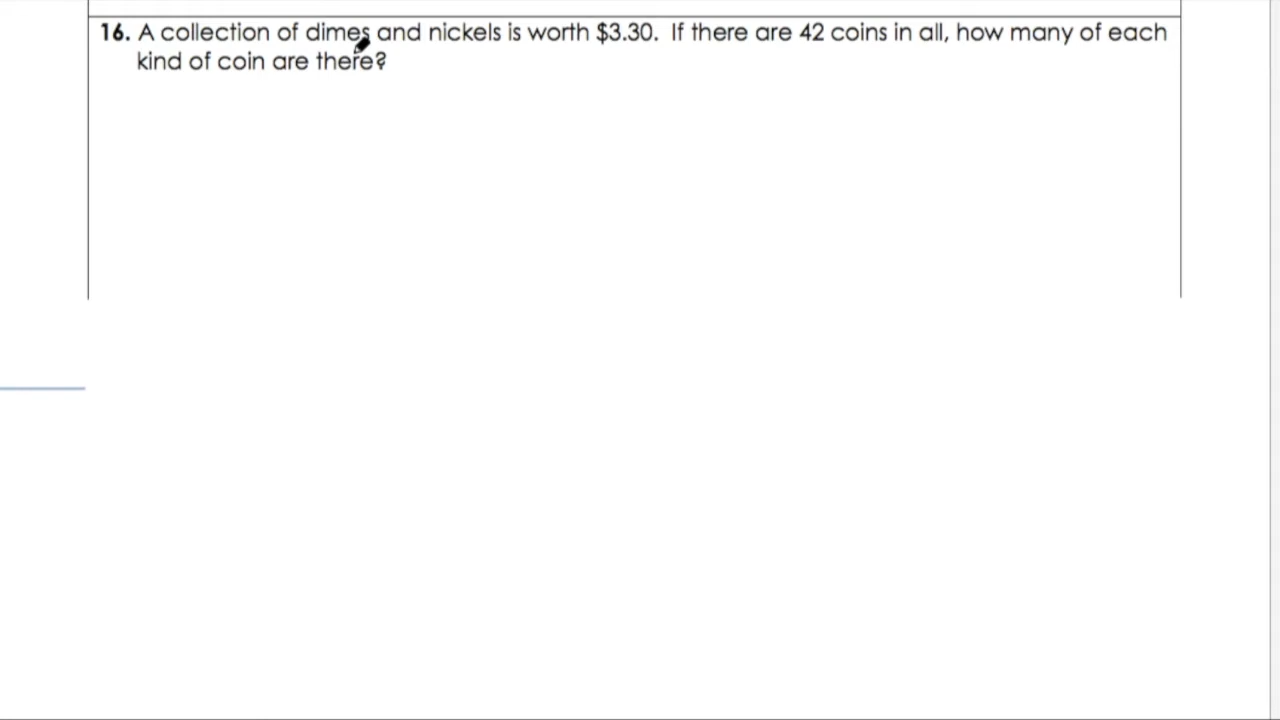 16. A collection of dimes and nickels is worth $3.30. If there are 42 coins in all, how many of each
kind of coin are there?